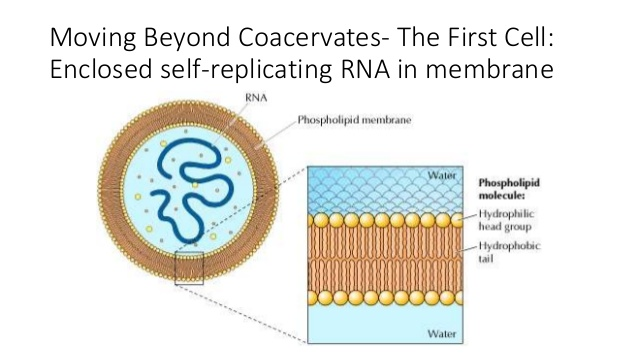 Moving Beyond Coacervates- The First Cell:
Enclosed self-replicating RNA in membrane
RNA
Phospholipid membrane
Water
Phospholipid
molecule:
Hydrophilic
head group
Hydrophobic
tail
Water